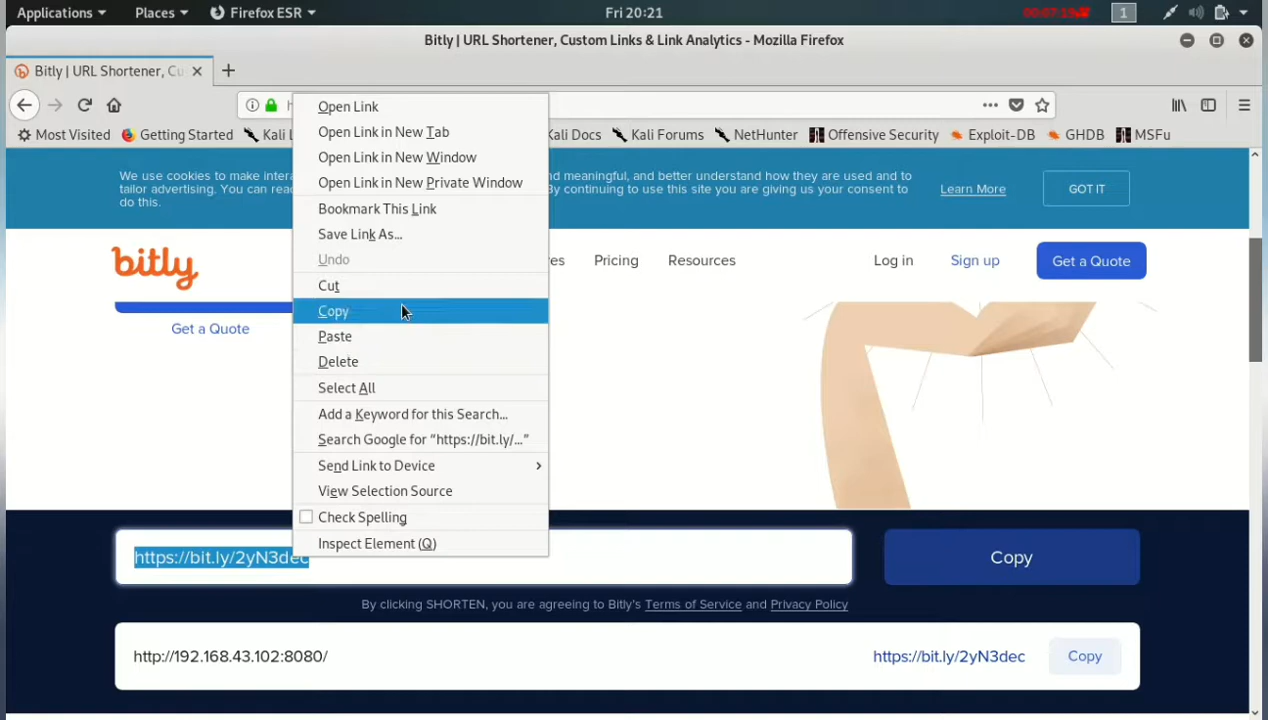 Applications Places Firefox ESR Fri 20:21 1
Bitly | URL Shortener, Custom Links & Link Analytics - Mozilla Firefox
Bitly | URL Shortener, Cu
Most Visited Getting Started Kali L Kali Docs Kali Forums NetHunter Offensive Security Exploit-DB GHDB MSFu
We use cookies to make intera nd meaningful, and better understand how they are used and to
tailor advertising. You can rea By continuing to use this site you are giving us your consent to
do this.
Learn More
GOT IT
bitly
es Pricing Resources Log in Sign up Get a Quote
Get a Quote
Open Link
Open Link in New Tab
Open Link in New Window
Open Link in New Private Window
Bookmark This Link
Save Link As...
Undo
Cut
Copy
Paste
Delete
Select All
Add a Keyword for this Search...
Search Google for “https://bit.ly/...”
Send Link to Device
View Selection Source
Check Spelling
Inspect Element (Q)
https://bit.ly/2yN3dec
Copy
By clicking SHORTEN, you are agreeing to Bitly's Terms of Service and Privacy Policy
http://192.168.43.102:8080/ https://bit.ly/2yN3dec Copy